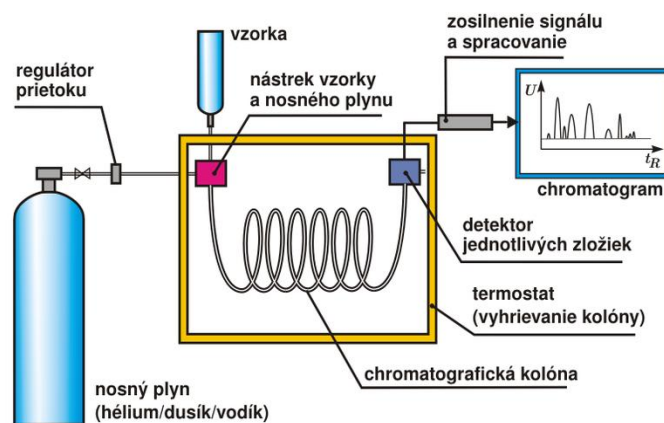 vzorka
zosilnenie signálu
a spracovanie
regulátor
prietoku
nástrek vzorky
a nosného plynu
U
t_R
chromatogram
detektor
jednotlivých zložiek
termostat
(vyhrievanie kolóny)
chromatografická kolóna
nosný plyn
(hélium/dusík/vodík)